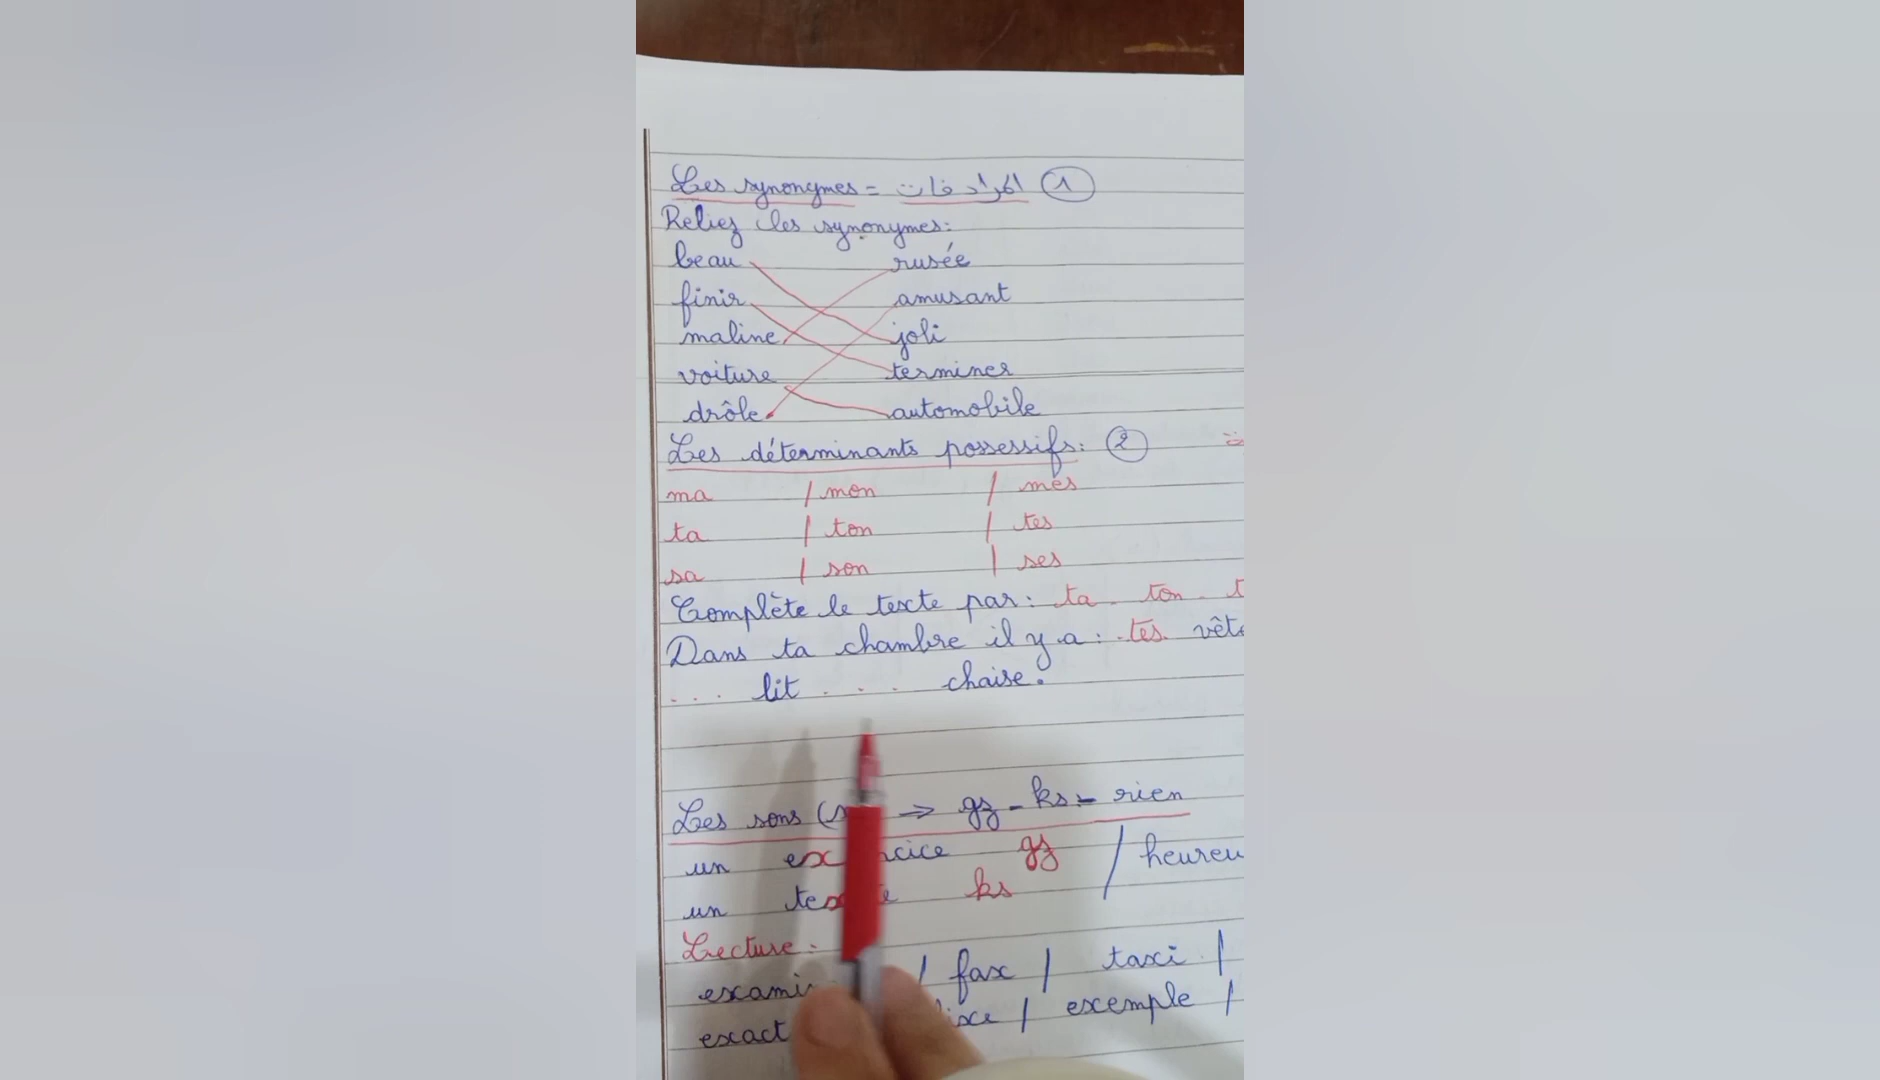 Les synonymes = المرادفات 1
Reliez les synonymes:
beau rusée
finir amusant
maline joli
voiture terminer
drôle automobile
Les déterminants possessifs: 2
ma / mon / mes
ta / ton / tes
sa / son / ses
Complète le texte par: ta - ton - t
Dans ta chambre il y a: .tes. vête
... lit ... chaise.
Les sons ( ⇒ gz - ks - rien
un gz / heureu
un ks
Lecture:
/ fax / taxi /
exact / exemple /